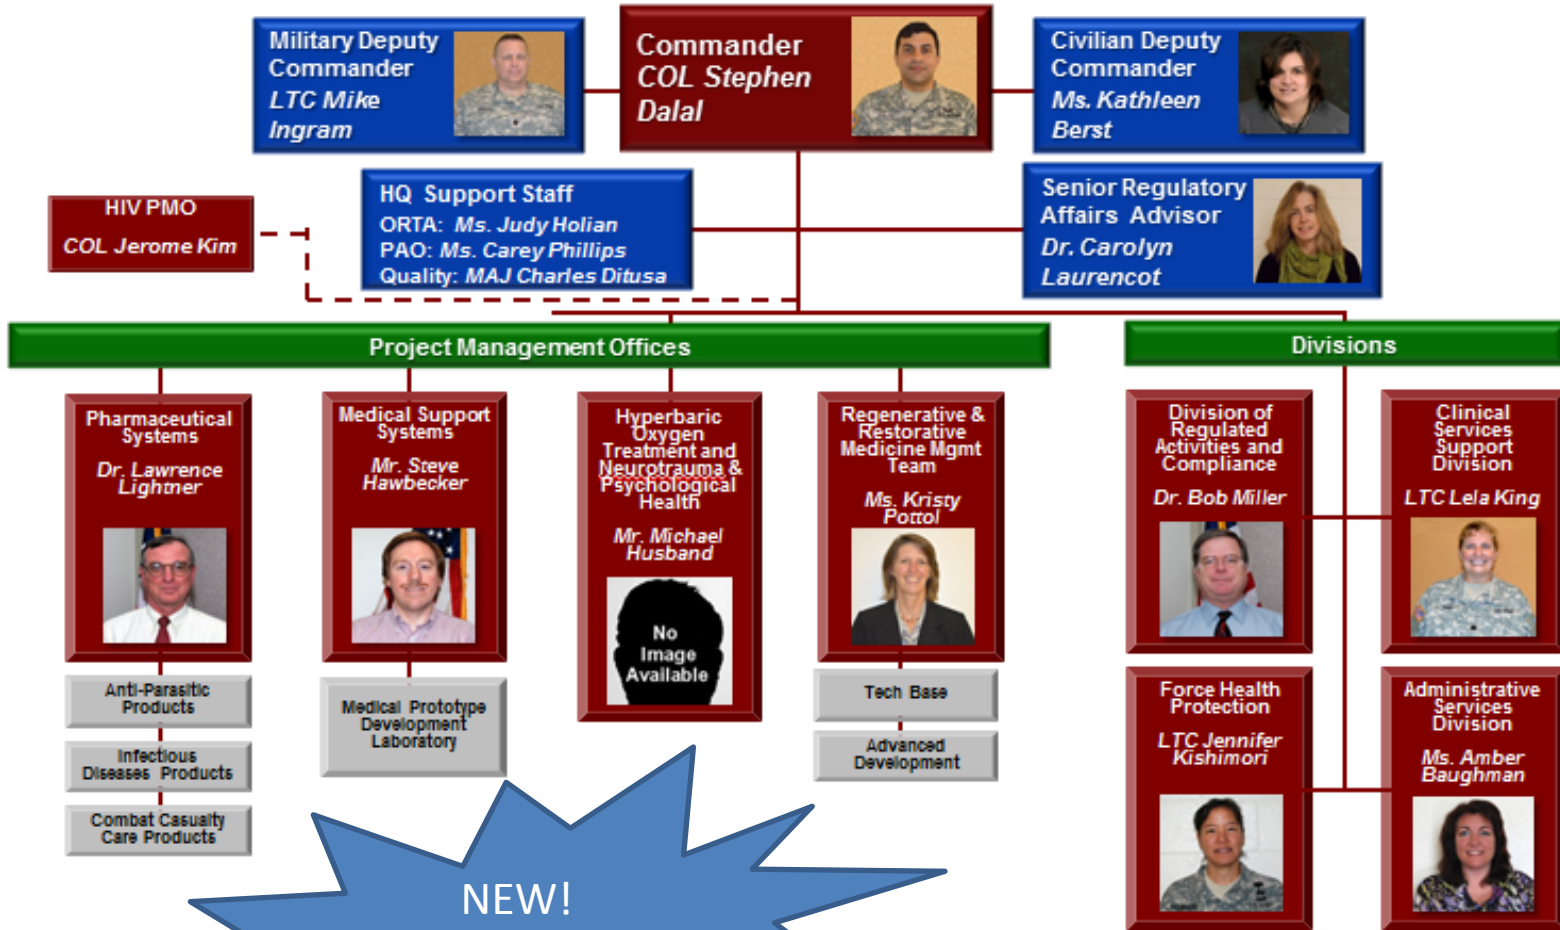 Military Deputy
Commander
LTC Mike
Ingram
Commander
COL Stephen
Dalal
Civilian Deputy
Commander
Ms. Kathleen
Berst
HIV PMO
COL Jerome Kim
HQ Support Staff
ORTA: Ms. Judy Holian
PAO: Ms. Carey Phillips
Quality: MAJ Charles Ditusa
Senior Regulatory
Affairs Advisor
Dr. Carolyn
Laurencot
Project Management Offices
Divisions
Pharmaceutical
Systems
Dr. Lawrence
Lightner
Medical Support
Systems
Mr. Steve
Hawbecker
Hyperbaric
Oxygen
Treatment and
Neurotrauma &
Psychological
Health
Mr. Michael
Husband
No
Image
Available
Regenerative &
Restorative
Medicine Mgmt
Team
Ms. Kristy
Pottol
Division of
Regulated
Activities and
Compliance
Dr. Bob Miller
Clinical
Services
Support
Division
LTC Lela King
Anti-Parasitic
Products
Infectious
Diseases Products
Combat Casualty
Care Products
Medical Prototype
Development
Laboratory
Tech Base
Advanced
Development
Force Health
Protection
LTC Jennifer
Kishimori
Administrative
Services
Division
Ms. Amber
Baughman
NEW!